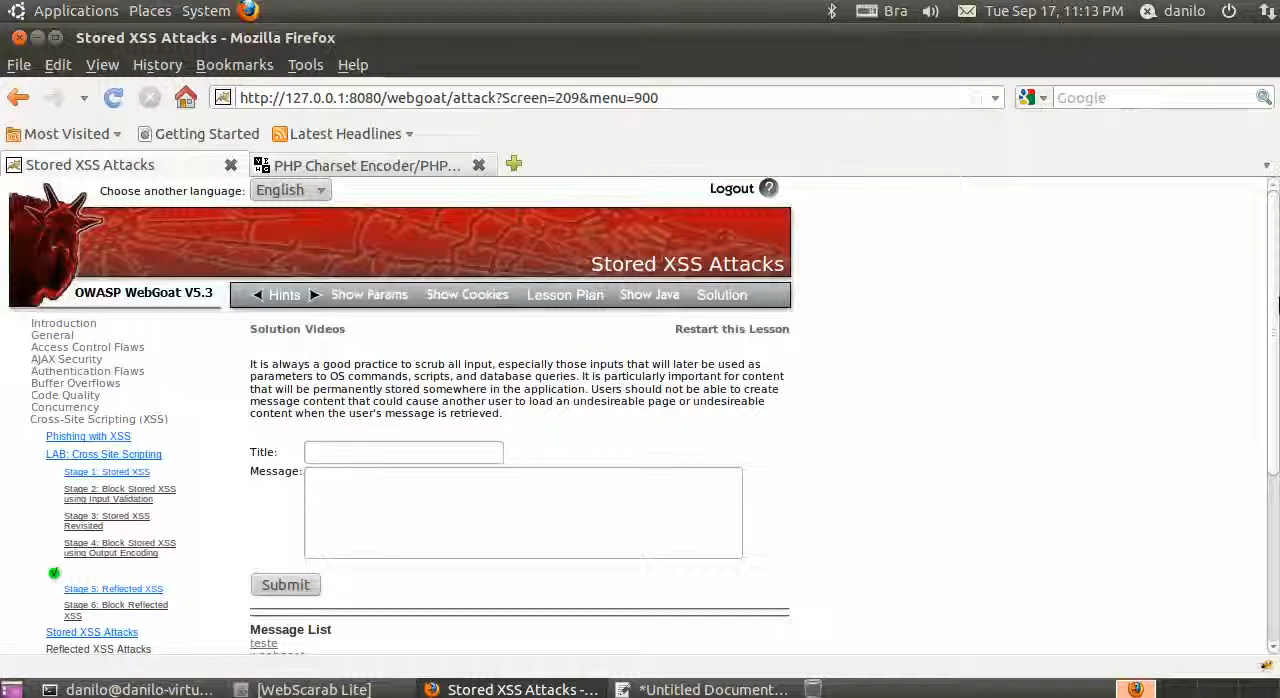 Applications Places System Bra Tue Sep 17, 11:13 PM danilo
Stored XSS Attacks - Mozilla Firefox
File Edit View History Bookmarks Tools Help
http://127.0.0.1:8080/webgoat/attack?Screen=209&menu=900 Google
Most Visited Getting Started Latest Headlines
Stored XSS Attacks PHP Charset Encoder/PHP...
Choose another language: English Logout ?
Stored XSS Attacks
OWASP WebGoat V5.3 Hints Show Params Show Cookies Lesson Plan Show Java Solution
Introduction
General
Access Control Flaws
AJAX Security
Authentication Flaws
Buffer Overflows
Code Quality
Concurrency
Cross-Site Scripting (XSS)
Phishing with XSS
LAB: Cross Site Scripting
Stage 1: Stored XSS
Stage 2: Block Stored XSS
using Input Validation
Stage 3: Stored XSS
Revisited
Stage 4: Block Stored XSS
using Output Encoding
Stage 5: Reflected XSS
Stage 6: Block Reflected
XSS
Stored XSS Attacks
Reflected XSS Attacks
Solution Videos Restart this Lesson
It is always a good practice to scrub all input, especially those inputs that will later be used as
parameters to OS commands, scripts, and database queries. It is particularly important for content
that will be permanently stored somewhere in the application. Users should not be able to create
message content that could cause another user to load an undesireable page or undesireable
content when the user's message is retrieved.
Title:
Message:
Submit
Message List
teste
danilo@danilo-virtu... [WebScarab Lite] Stored XSS Attacks -... *Untitled Document...